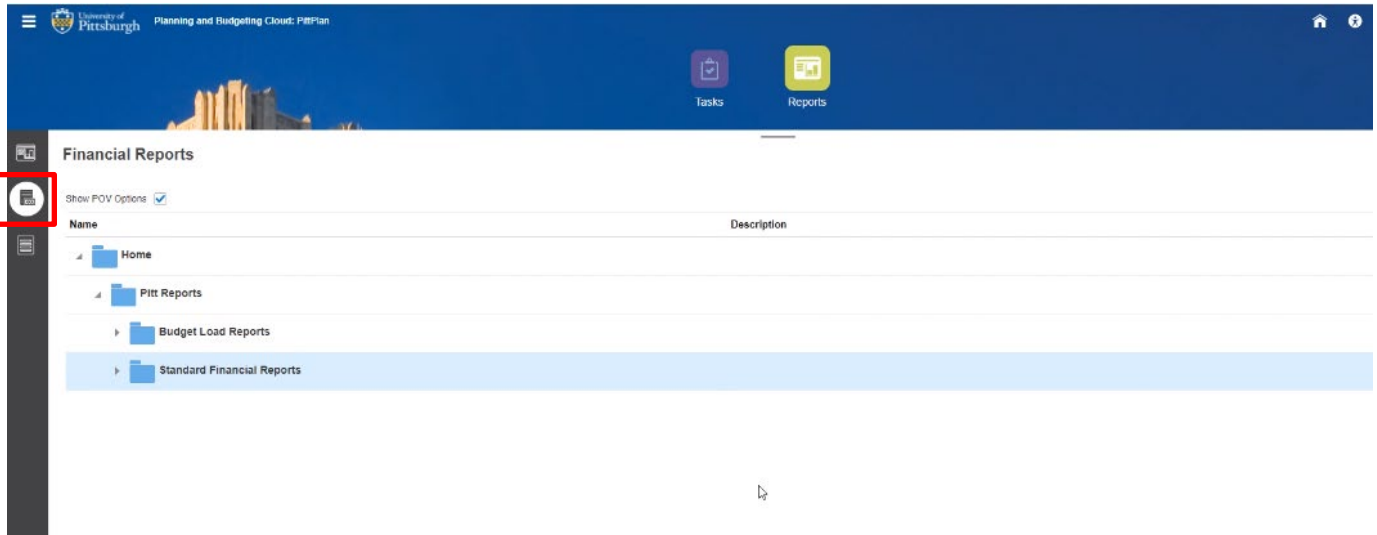 University of
Pittsburgh
Planning and Budgeting Cloud: PittPlan
Tasks
Reports
Financial Reports
Show POV Options
Name
Description
Home
Pitt Reports
Budget Load Reports
Standard Financial Reports